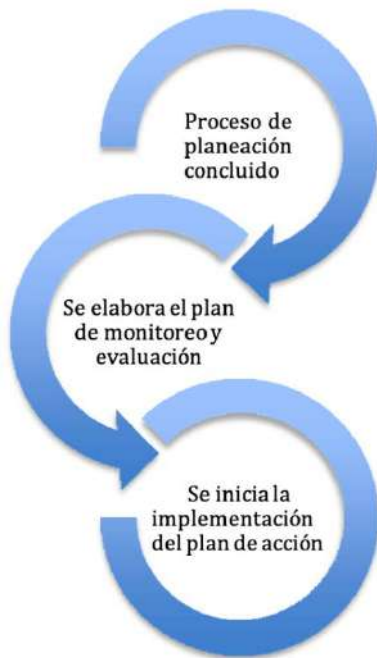 Proceso de
planeación
concluido
Se elabora el plan
de monitoreo y
evaluación
Se inicia la
implementación
del plan de acción